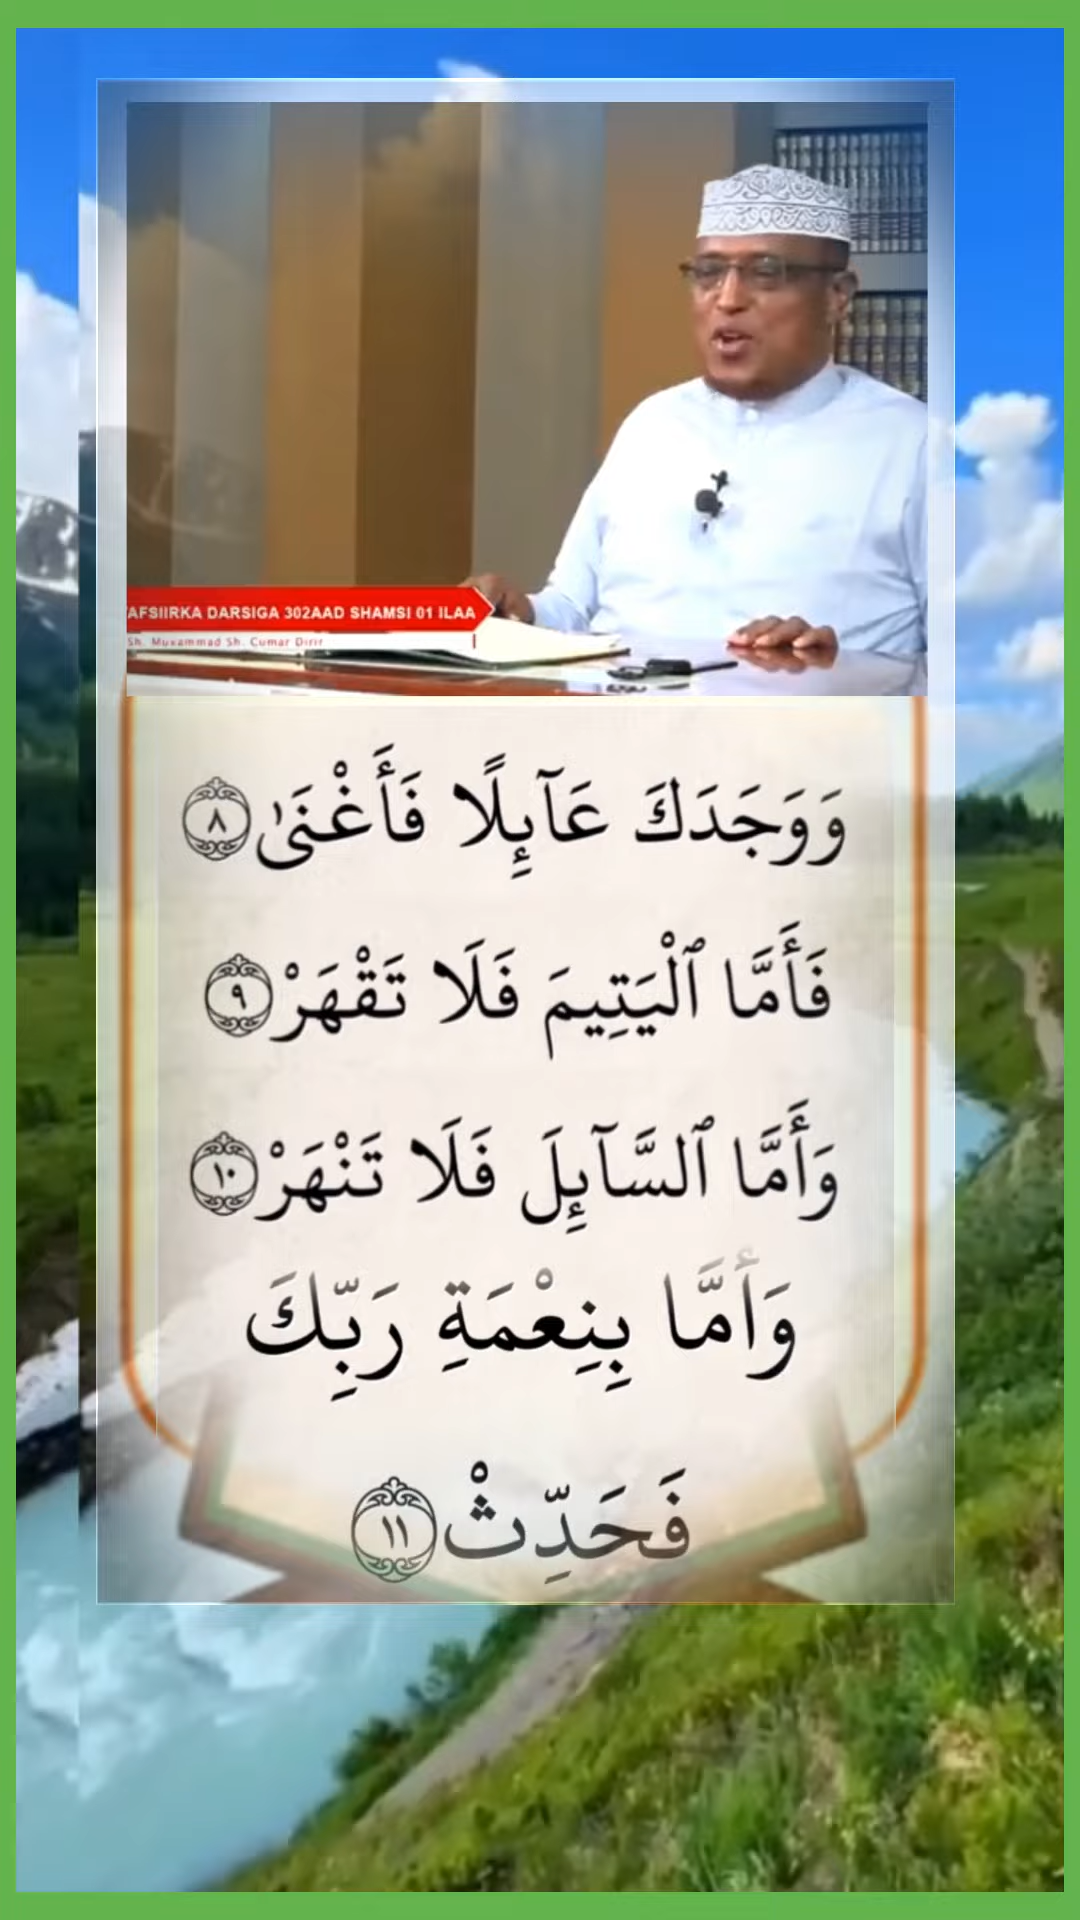 AFSIIRKA DARSIGA 302AAD SHAMSI 01 ILAA
Sh. Muxammad Sh. Cumar Dirir
وَوَجَدَكَ عَآئِلًا فَأَغْنَىٰ ٨
فَأَمَّا ٱلْيَتِيمَ فَلَا تَقْهَرْ ٩
وَأَمَّا ٱلسَّآئِلَ فَلَا تَنْهَرْ ١٠
وَأَمَّا بِنِعْمَةِ رَبِّكَ
فَحَدِّثْ ١١